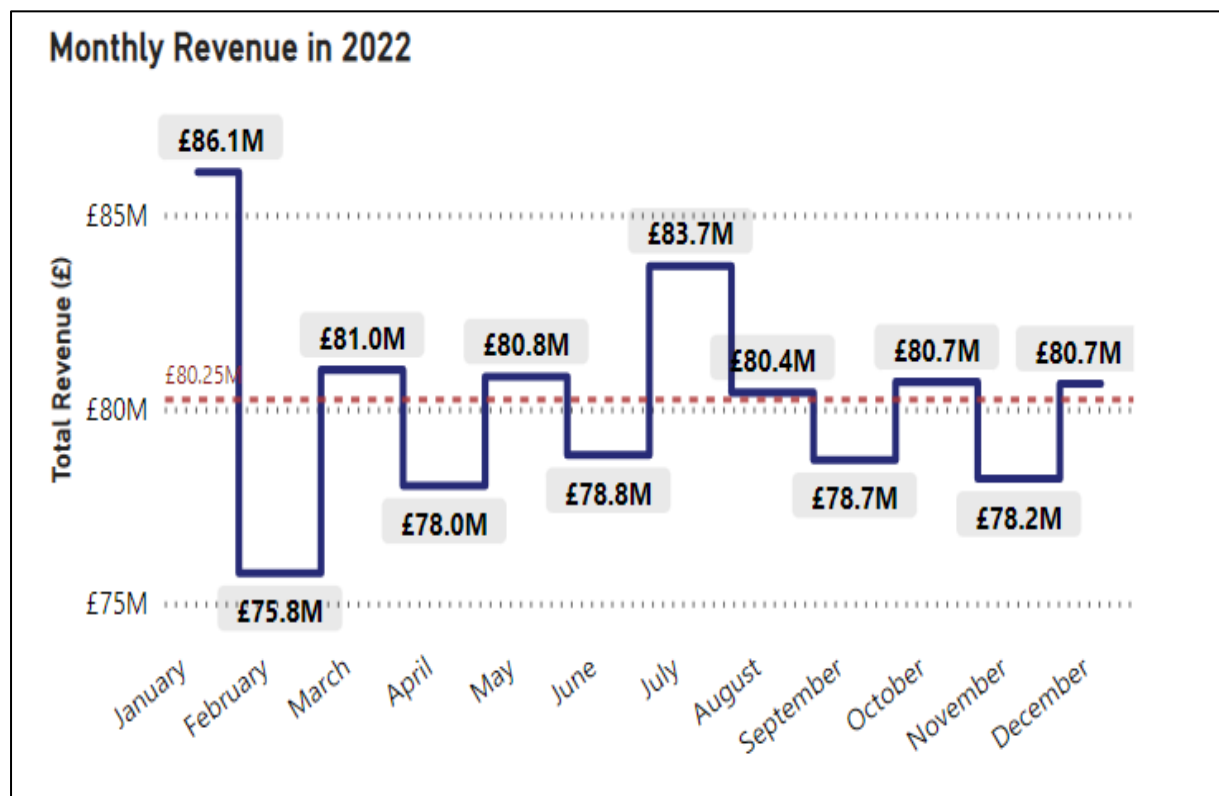 Monthly Revenue in 2022
£86.1M
£85M
£83.7M
£81.0M
£80.8M
£80.4M
£80.7M
£80.7M
£80.25M
£80M
Total Revenue (£)
£78.0M
£78.8M
£78.7M
£78.2M
£75.8M
£75M
January
February
March
April
May
June
July
August
September
October
November
December